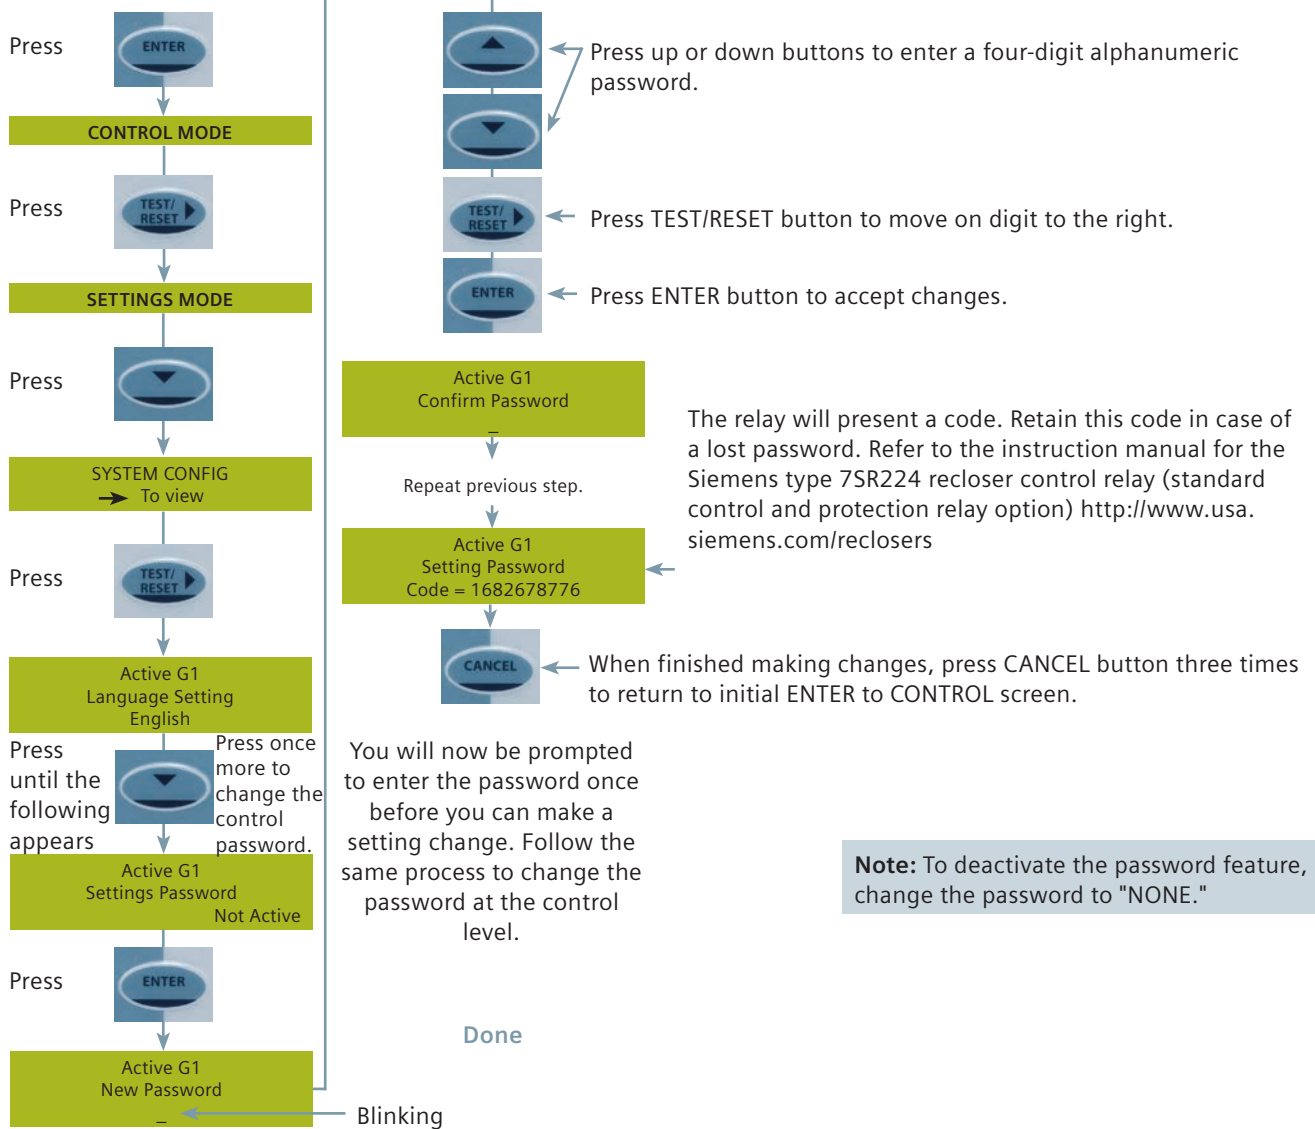 Press
ENTER
CONTROL MODE
Press
TEST/
RESET
SETTINGS MODE
Press
SYSTEM CONFIG
→ To view
Press
TEST/
RESET
Active G1
Language Setting
English
Press
until the
following
appears
Press once
more to
change the
control
password.
Active G1
Settings Password
Not Active
Press
ENTER
Active G1
New Password
_
Blinking
Press up or down buttons to enter a four-digit alphanumeric
password.
TEST/
RESET
Press TEST/RESET button to move on digit to the right.
ENTER
Press ENTER button to accept changes.
Active G1
Confirm Password
_
Repeat previous step.
Active G1
Setting Password
Code = 1682678776
The relay will present a code. Retain this code in case of
a lost password. Refer to the instruction manual for the
Siemens type 7SR224 recloser control relay (standard
control and protection relay option) http://www.usa.
siemens.com/reclosers
CANCEL
When finished making changes, press CANCEL button three times
to return to initial ENTER to CONTROL screen.
You will now be prompted
to enter the password once
before you can make a
setting change. Follow the
same process to change the
password at the control
level.
Done
Note: To deactivate the password feature,
change the password to "NONE."